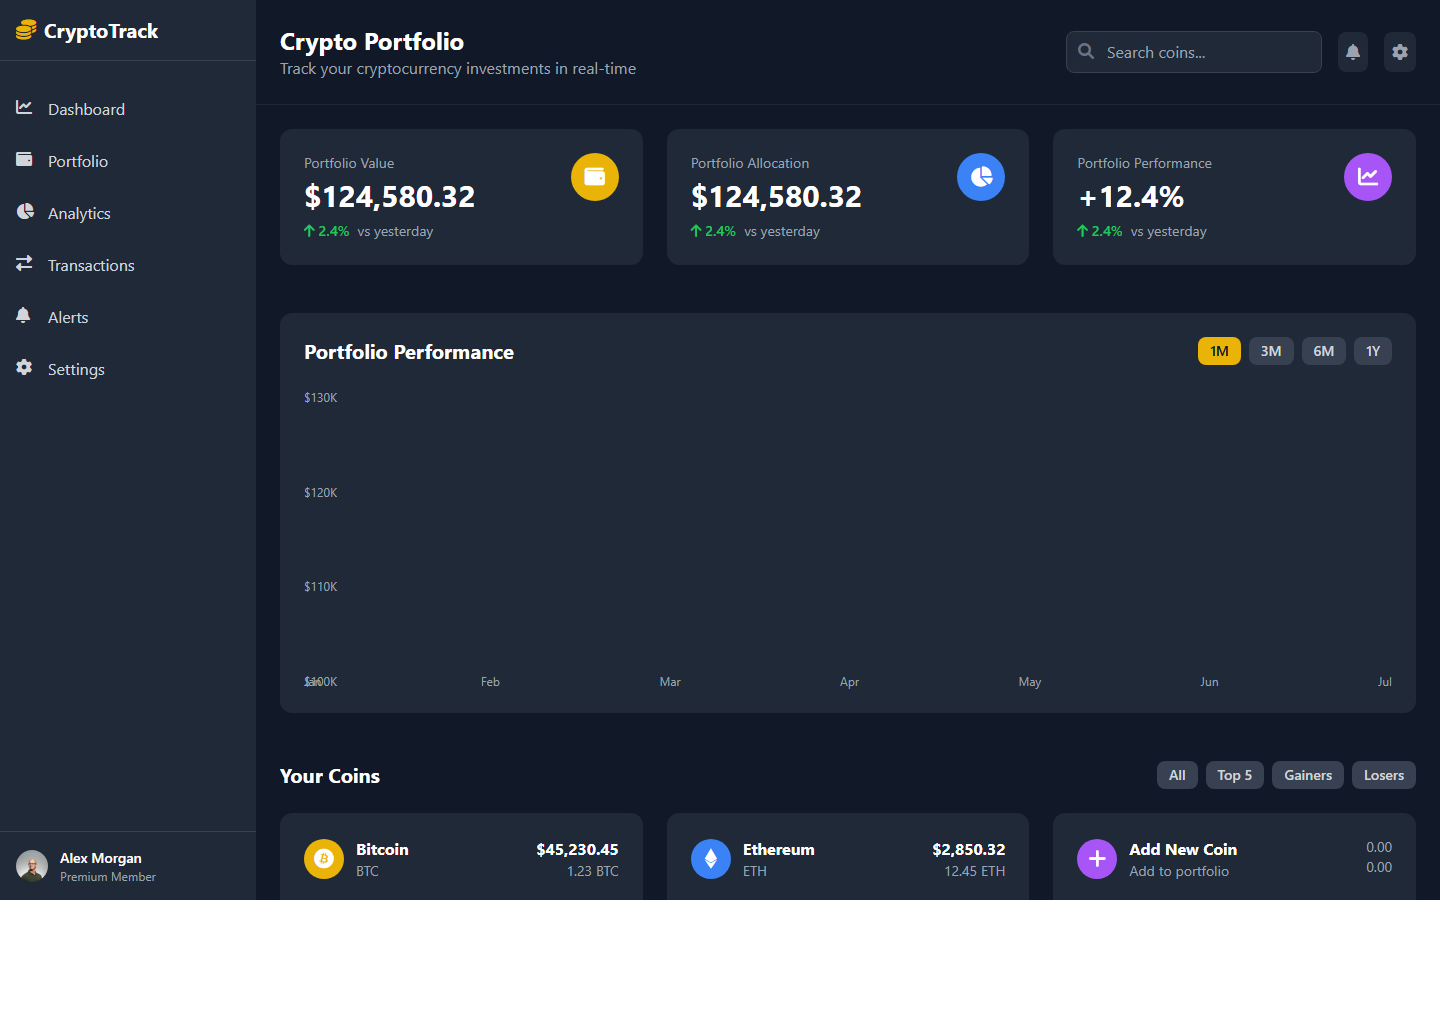 CryptoTrack
Dashboard
Portfolio
Analytics
Transactions
Alerts
Settings
Alex Morgan
Premium Member
Crypto Portfolio
Track your cryptocurrency investments in real-time
Search coins...
Portfolio Value
$124,580.32
2.4% vs yesterday
Portfolio Allocation
$124,580.32
2.4% vs yesterday
Portfolio Performance
+12.4%
2.4% vs yesterday
Portfolio Performance
1M 3M 6M 1Y
$130K
$120K
$110K
$100K
Jan Feb Mar Apr May Jun Jul
Your Coins
All Top 5 Gainers Losers
Bitcoin $45,230.45
BTC 1.23 BTC
Ethereum $2,850.32
ETH 12.45 ETH
Add New Coin 0.00
Add to portfolio 0.00